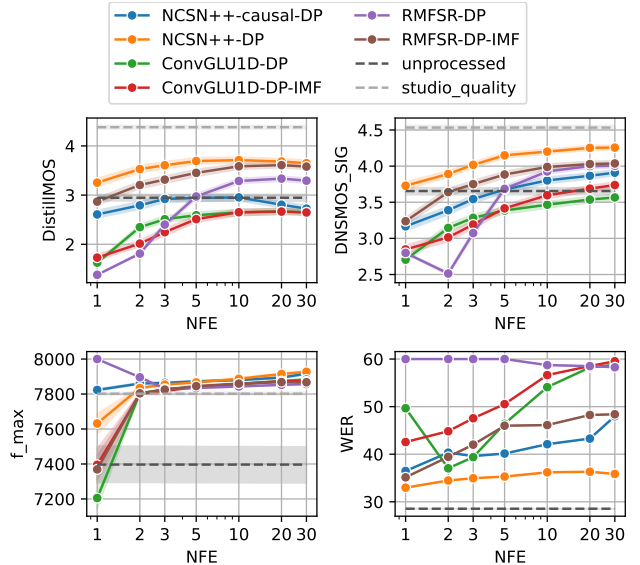 NCSN++-causal-DP
NCSN++-DP
ConvGLU1D-DP
ConvGLU1D-DP-IMF
RMFSR-DP
RMFSR-DP-IMF
unprocessed
studio_quality
DistillMOS
4
3
2
1 2 3 5 10 20 30
NFE
DNSMOS_SIG
4.5
4.0
3.5
3.0
2.5
1 2 3 5 10 20 30
NFE
f_max
8000
7800
7600
7400
7200
1 2 3 5 10 20 30
NFE
WER
60
50
40
30
1 2 3 5 10 20 30
NFE